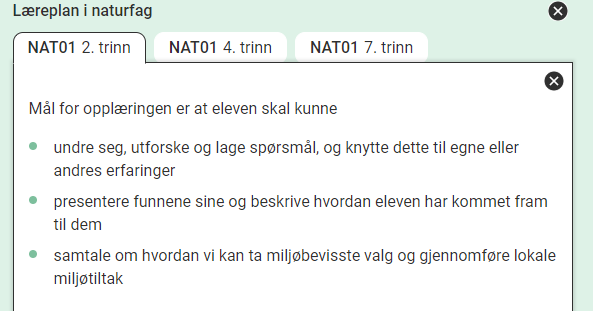 Læreplan i naturfag
NAT01 2. trinn NAT01 4. trinn NAT01 7. trinn
Mål for opplæringen er at eleven skal kunne
undre seg, utforske og lage spørsmål, og knytte dette til egne eller
andres erfaringer
presentere funnene sine og beskrive hvordan eleven har kommet fram
til dem
samtale om hvordan vi kan ta miljøbevisste valg og gjennomføre lokale
miljøtiltak